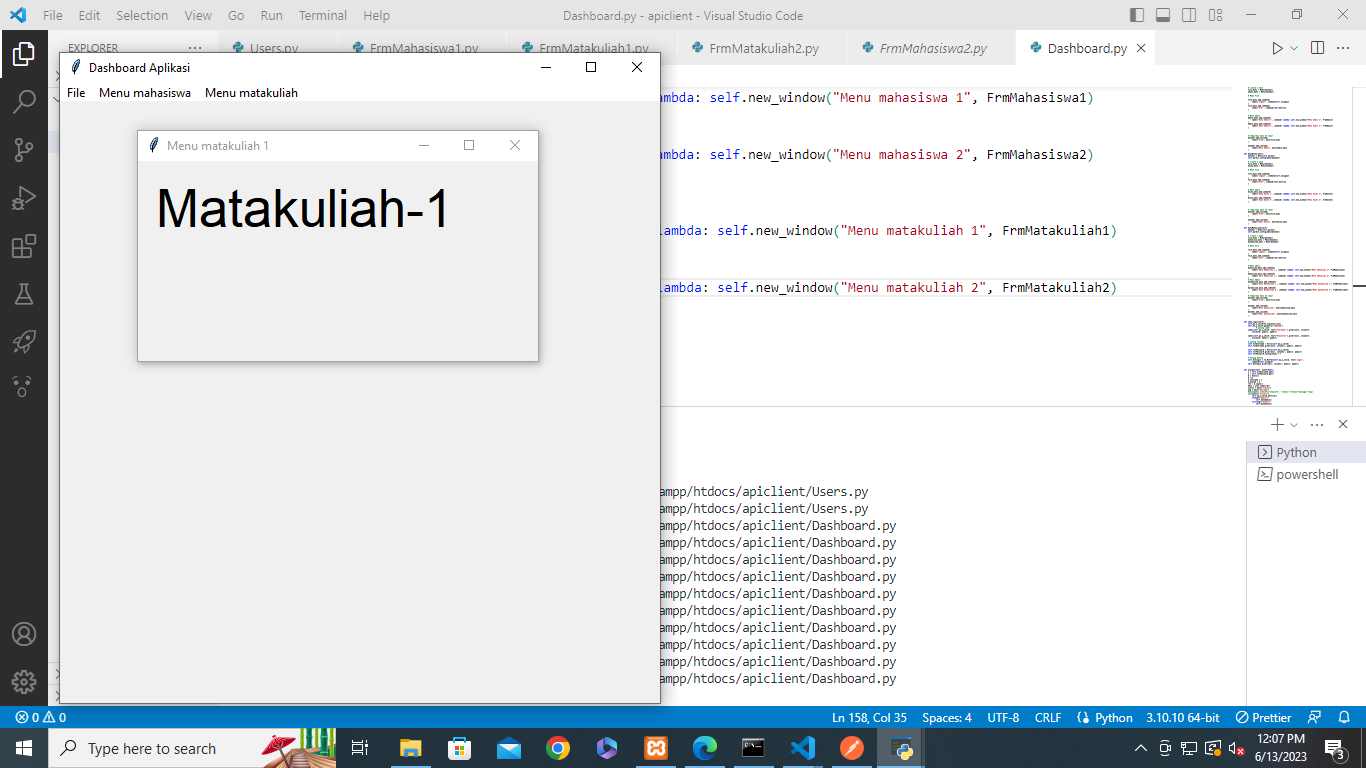 File Edit Selection View Go Run Terminal Help
Dashboard.py - apiclient - Visual Studio Code
EXPLORER
Users.py FrmMahasiswa1.py FrmMatakuliah1.py FrmMatakuliah2.py FrmMahasiswa2.py Dashboard.py
Dashboard Aplikasi
File Menu mahasiswa Menu matakuliah
Menu matakuliah 1
Matakuliah-1
ambda: self.new_window("Menu mahasiswa 1", FrmMahasiswa1)
ambda: self.new_window("Menu mahasiswa 2", FrmMahasiswa2)
ambda: self.new_window("Menu matakuliah 1", FrmMatakuliah1)
ambda: self.new_window("Menu matakuliah 2", FrmMatakuliah2)
Python
powershell
ampp/htdocs/apiclient/Users.py
ampp/htdocs/apiclient/Users.py
ampp/htdocs/apiclient/Dashboard.py
ampp/htdocs/apiclient/Dashboard.py
ampp/htdocs/apiclient/Dashboard.py
ampp/htdocs/apiclient/Dashboard.py
ampp/htdocs/apiclient/Dashboard.py
ampp/htdocs/apiclient/Dashboard.py
ampp/htdocs/apiclient/Dashboard.py
ampp/htdocs/apiclient/Dashboard.py
ampp/htdocs/apiclient/Dashboard.py
ampp/htdocs/apiclient/Dashboard.py
0 0
Ln 158, Col 35 Spaces: 4 UTF-8 CRLF Python 3.10.10 64-bit Prettier
Type here to search
12:07 PM
6/13/2023
3